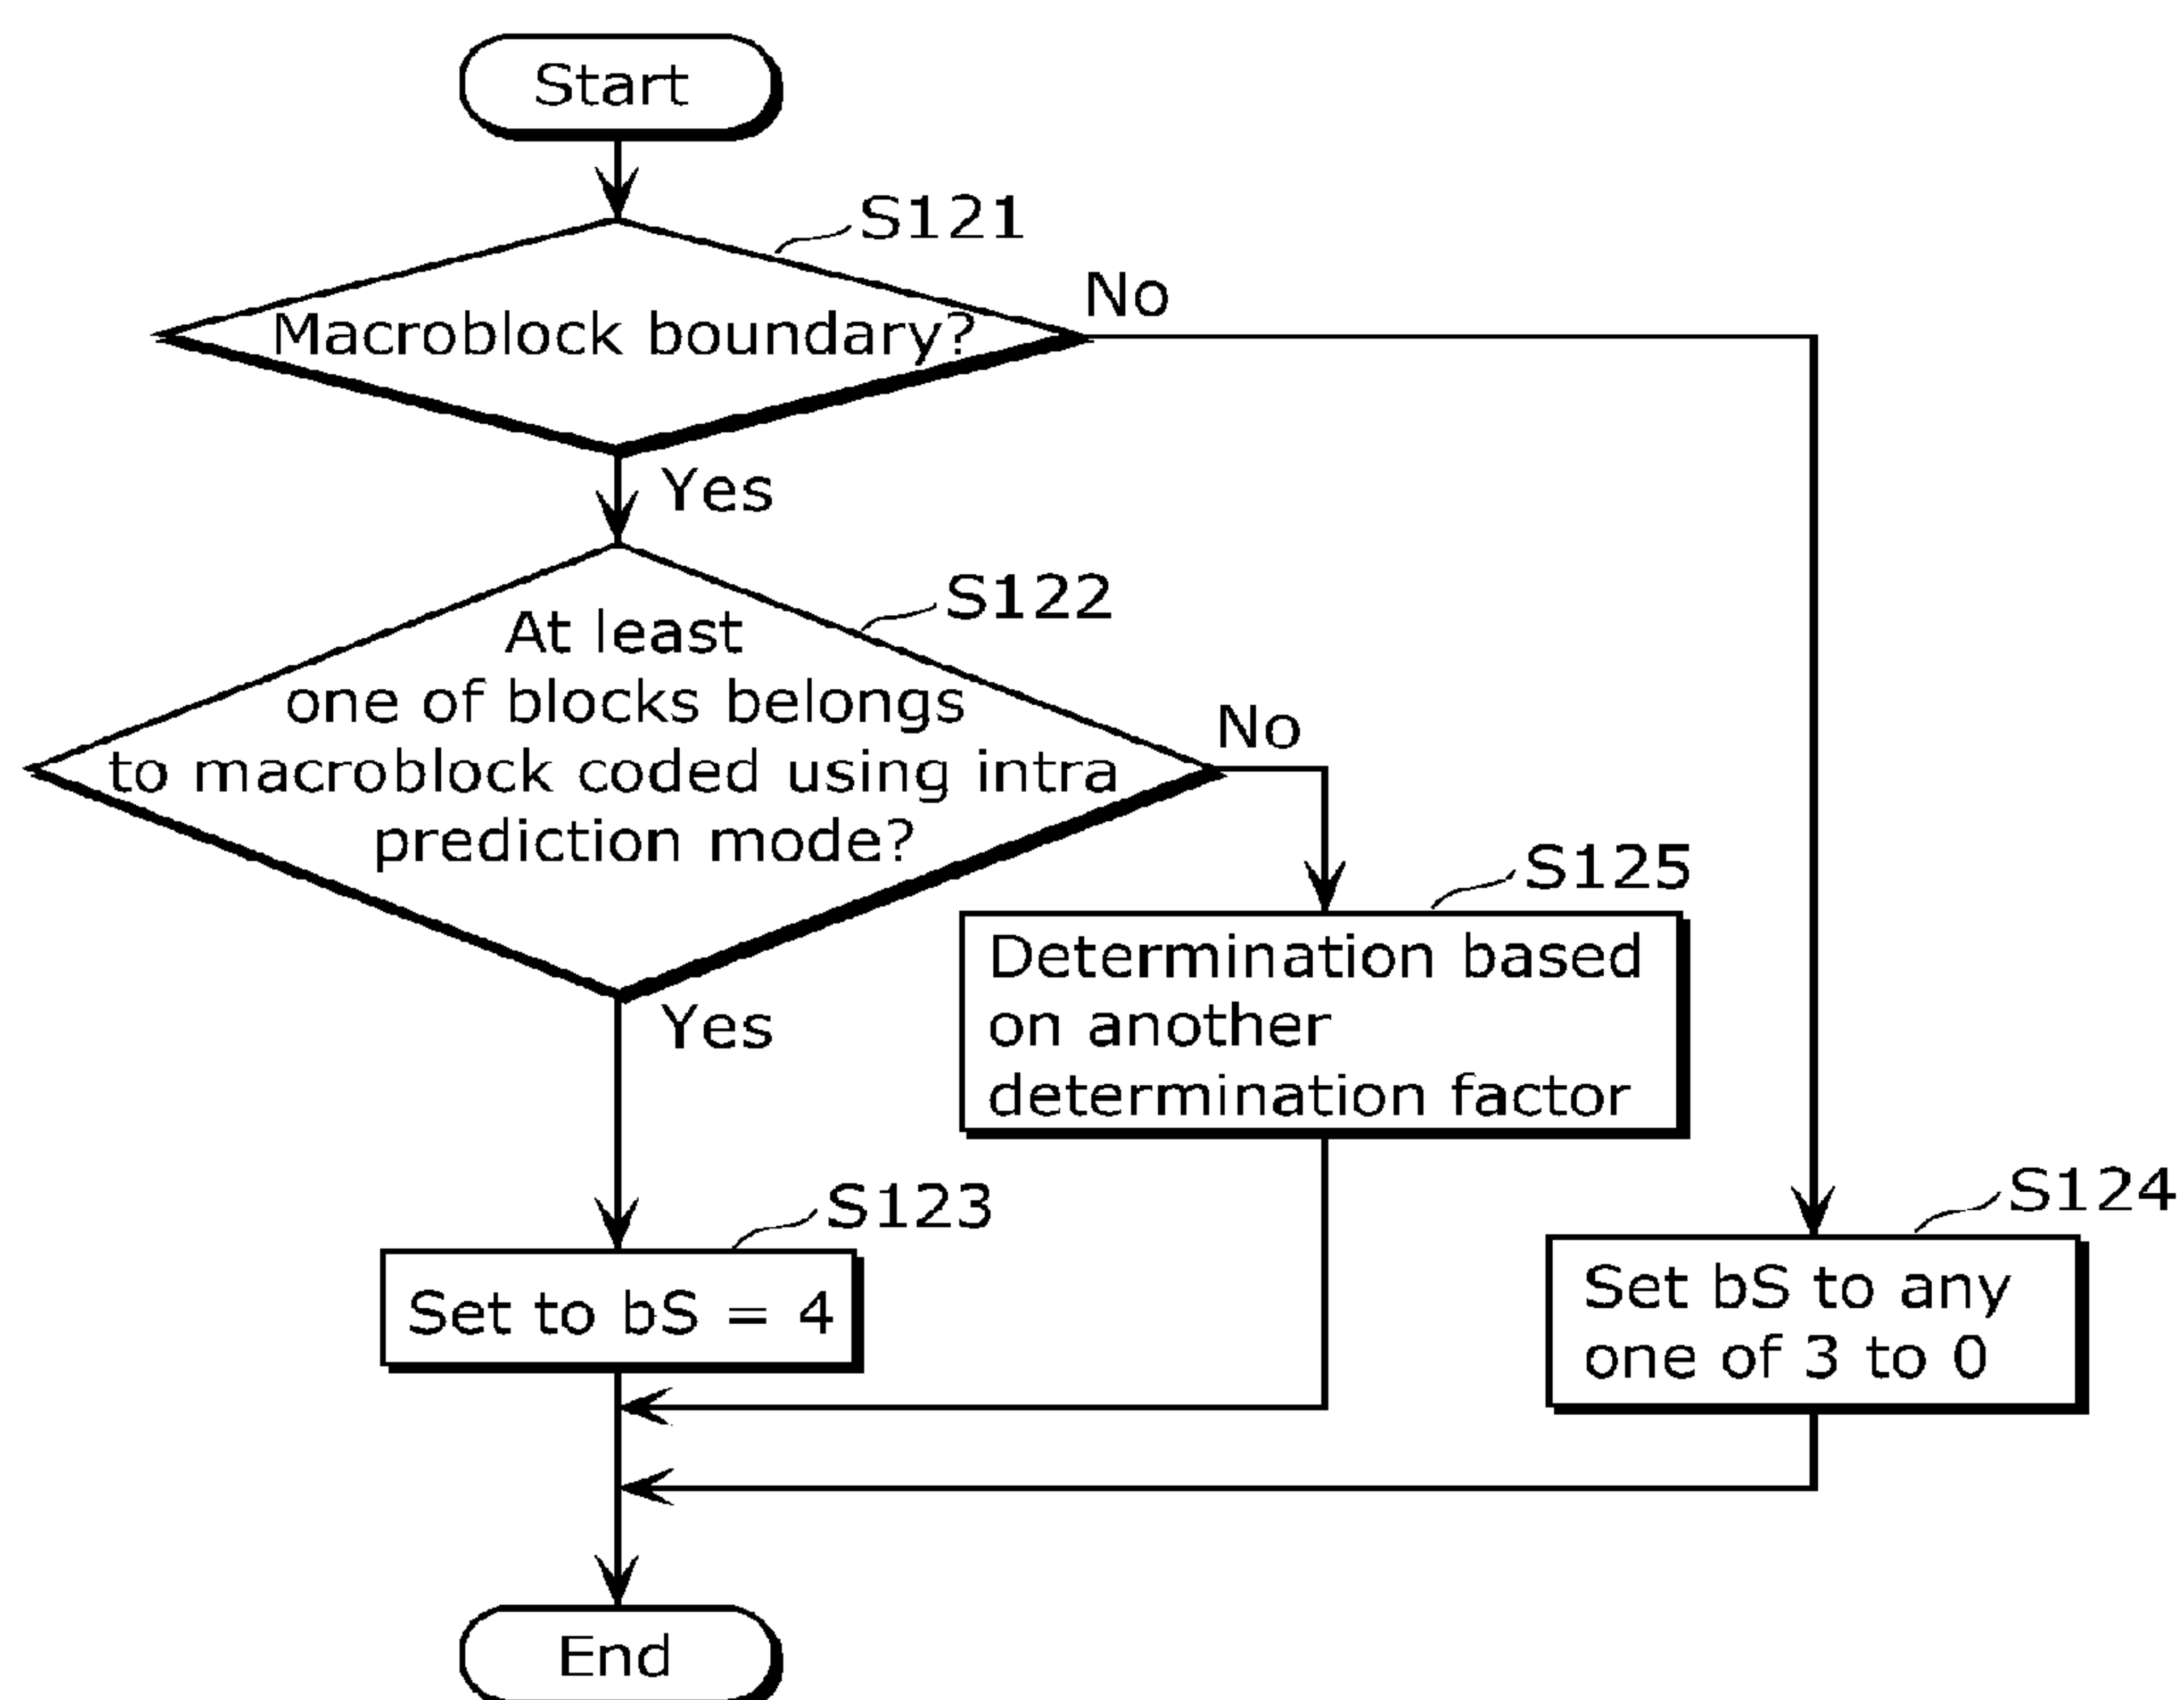 Start
S121
Macroblock boundary?
No
Yes
S122
At least
one of blocks belongs
to macroblock coded using intra
prediction mode?
No
Yes
S125
Determination based
on another
determination factor
S123
Set to bS = 4
S124
Set bS to any
one of 3 to 0
End